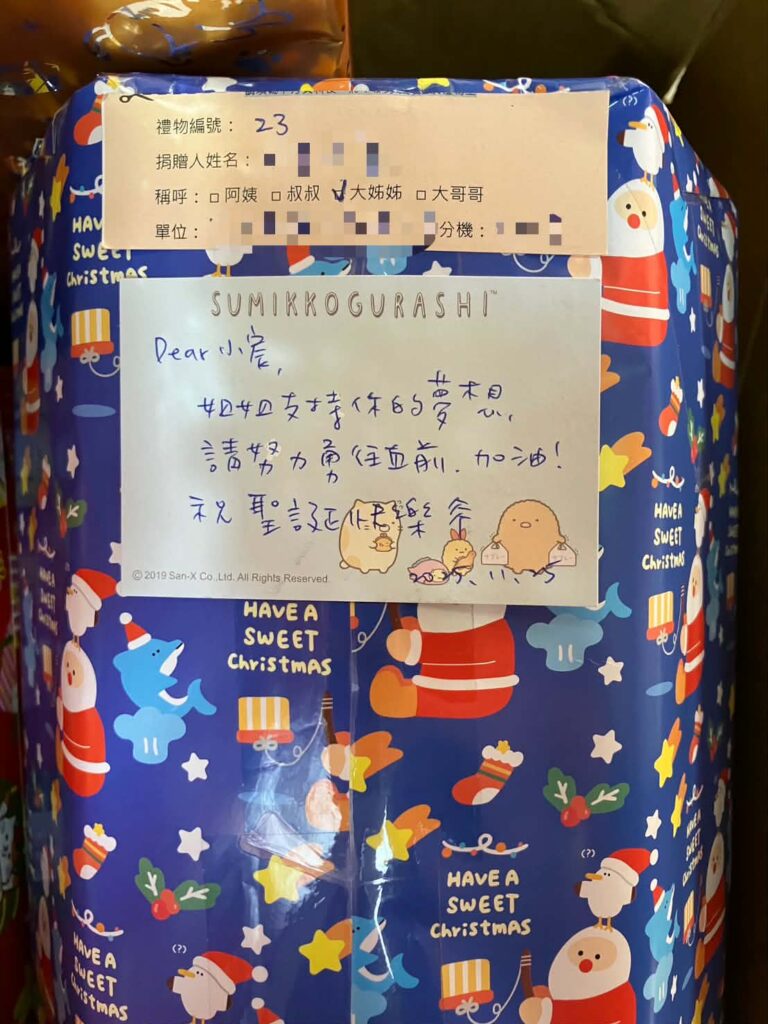 禮物編號： 23
捐贈人姓名：
稱呼：□阿姨 □叔叔 ☑大姊姊 □大哥哥
單位： 分機：
SUMIKKOGURASHI™
Dear 小宏,
姐姐支持你的夢想,
請努力勇往直前. 加油!
祝 聖誕快樂
© 2019 San-X Co.,Ltd. All Rights Reserved.
HAVE A
SWEET
Christmas
HAVE A
SWEET
Christmas
HAVE A
SWEET
Christmas
HAVE A
SWEET
Christmas
HAVE A
SWEET
Christmas
(?)
(?)
(?)